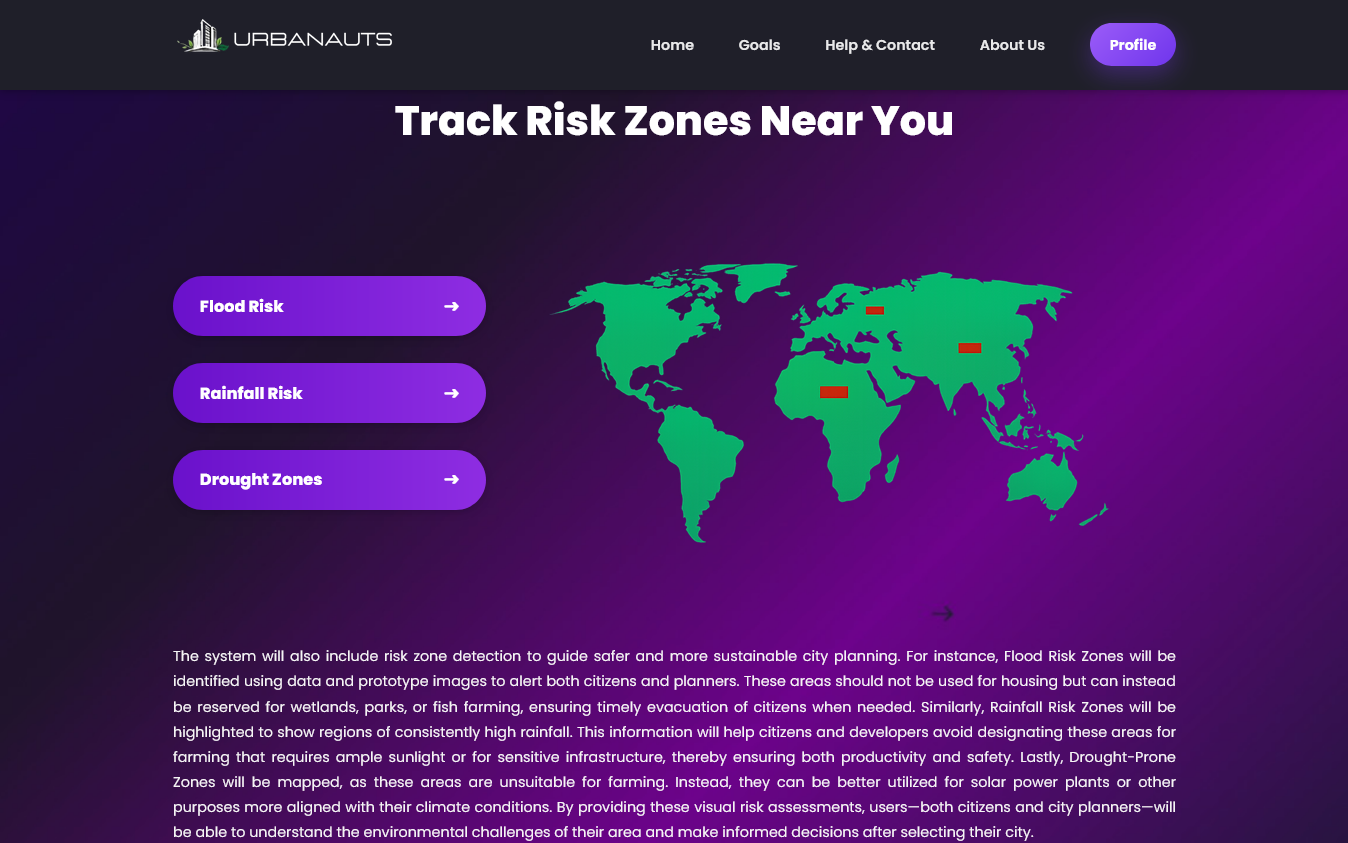 URBANAUTS
Home Goals Help & Contact About Us Profile
Track Risk Zones Near You
Flood Risk ➔
Rainfall Risk ➔
Drought Zones ➔
→
The system will also include risk zone detection to guide safer and more sustainable city planning. For instance, Flood Risk Zones will be
identified using data and prototype images to alert both citizens and planners. These areas should not be used for housing but can instead
be reserved for wetlands, parks, or fish farming, ensuring timely evacuation of citizens when needed. Similarly, Rainfall Risk Zones will be
highlighted to show regions of consistently high rainfall. This information will help citizens and developers avoid designating these areas for
farming that requires ample sunlight or for sensitive infrastructure, thereby ensuring both productivity and safety. Lastly, Drought-Prone
Zones will be mapped, as these areas are unsuitable for farming. Instead, they can be better utilized for solar power plants or other
purposes more aligned with their climate conditions. By providing these visual risk assessments, users—both citizens and city planners—will
be able to understand the environmental challenges of their area and make informed decisions after selecting their city.